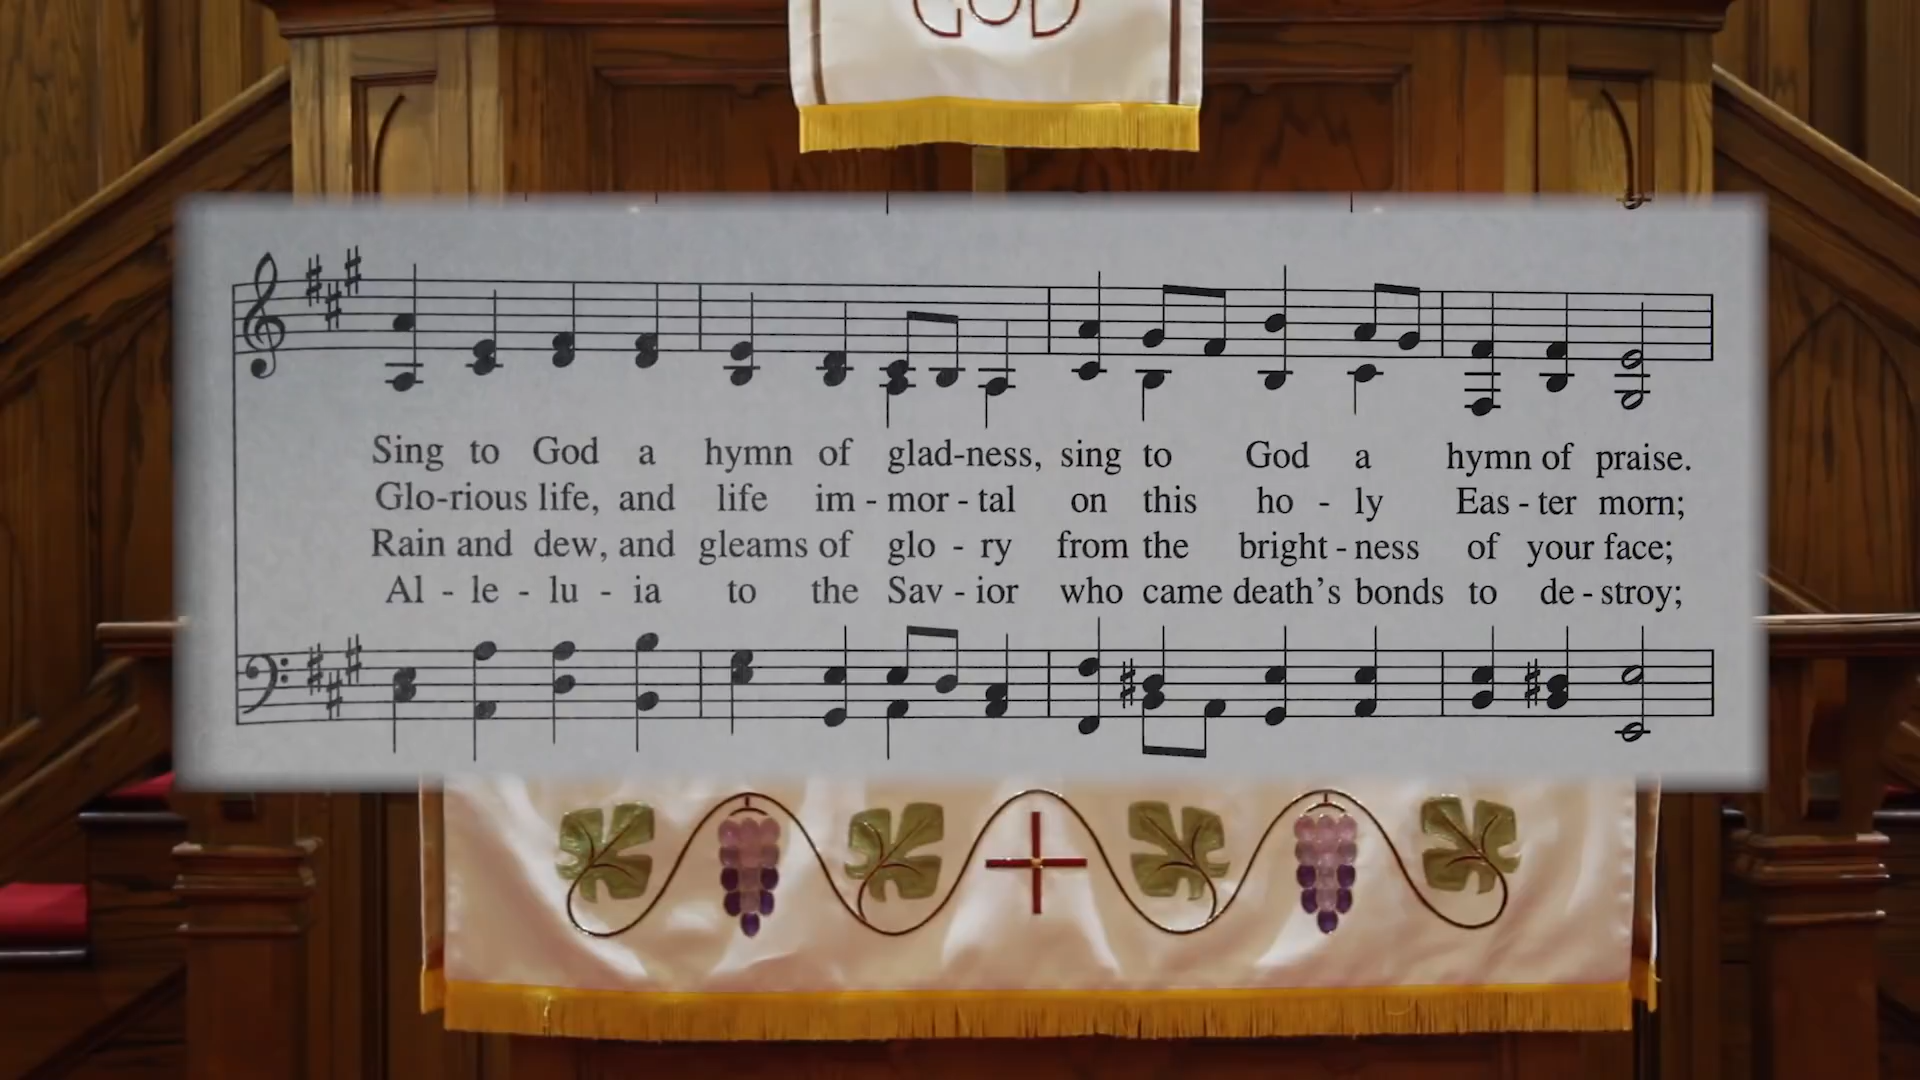 GOD
Sing to God a hymn of glad-ness, sing to God a hymn of praise.
Glo-rious life, and life im - mor - tal on this ho - ly Eas - ter morn;
Rain and dew, and gleams of glo - ry from the bright - ness of your face;
Al - le - lu - ia to the Sav - ior who came death's bonds to de - stroy;